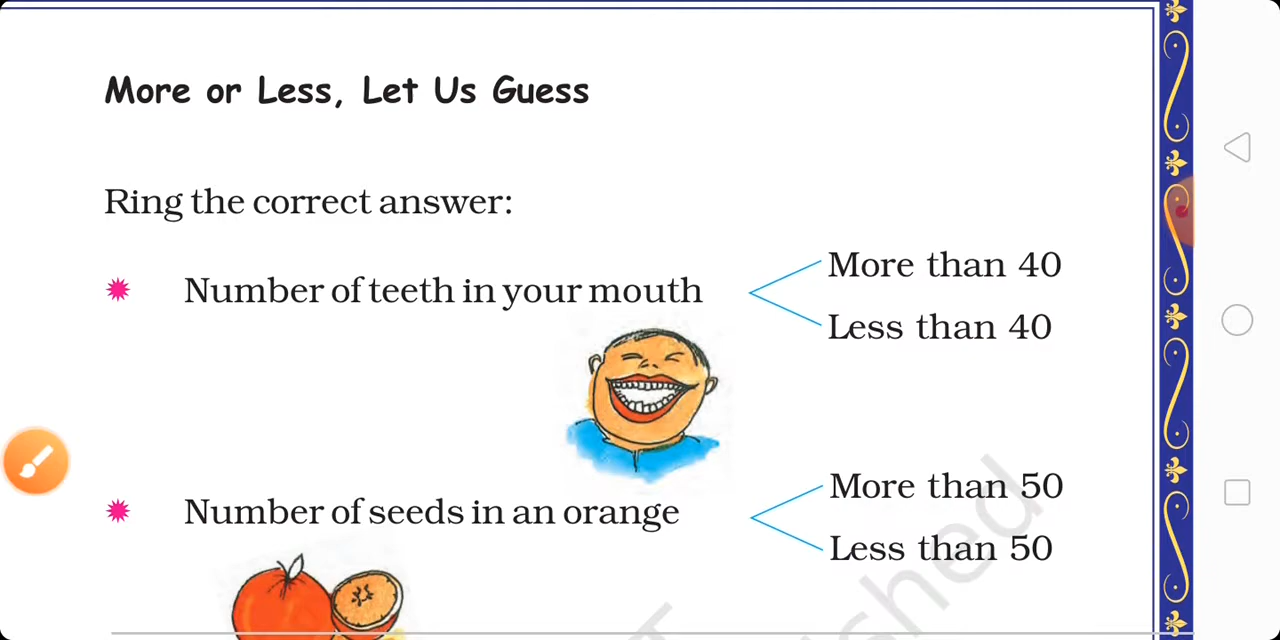 More or Less, Let Us Guess
Ring the correct answer:
Number of teeth in your mouth
More than 40
Less than 40
Number of seeds in an orange
More than 50
Less than 50